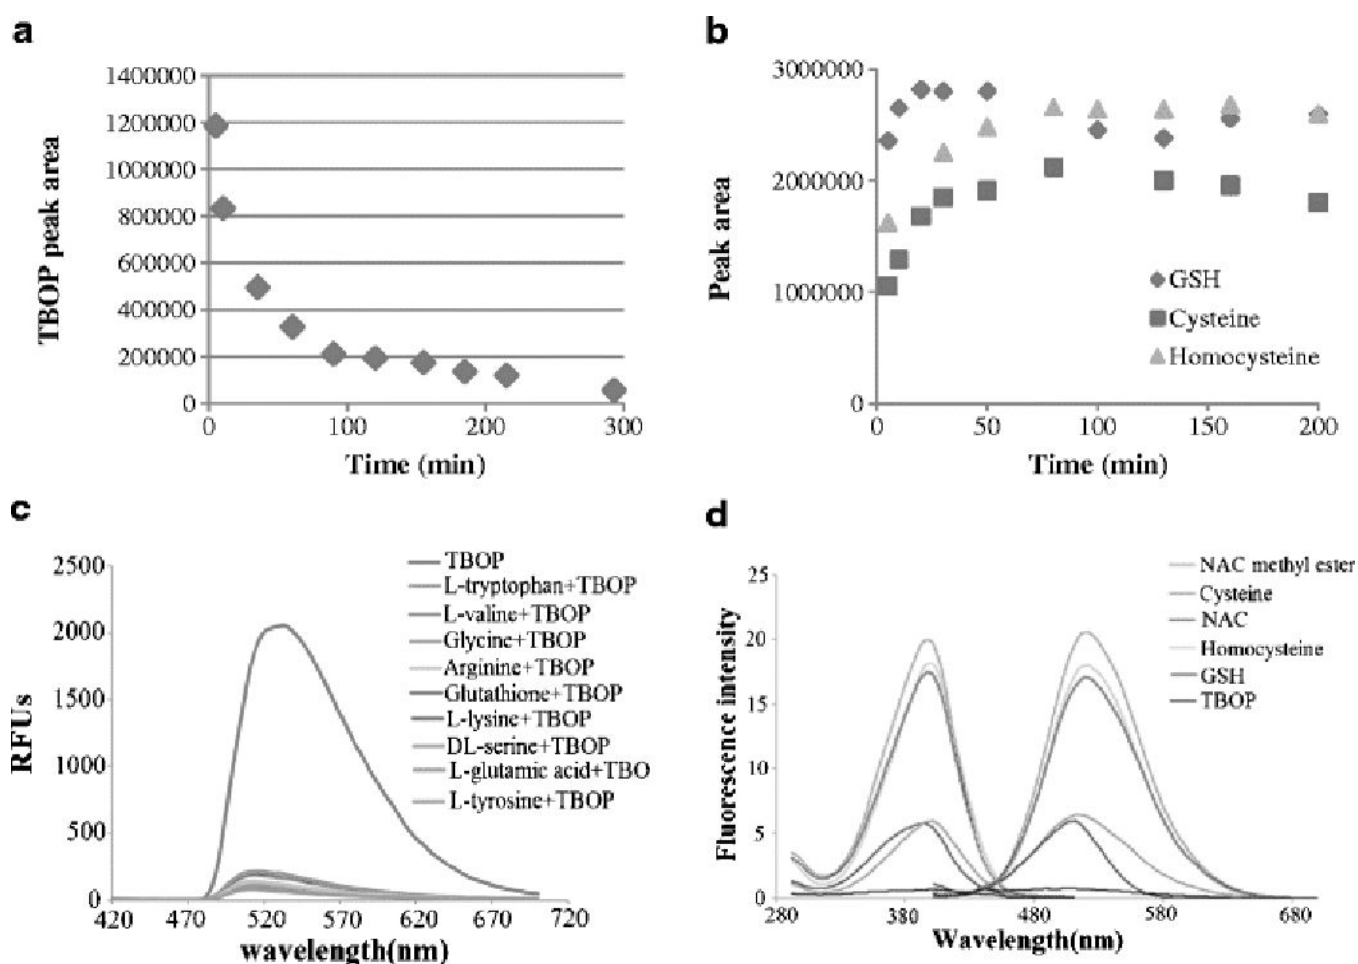 a
1400000
1200000
1000000
800000
600000
400000
200000
0
0 100 200 300
TBOP peak area
Time (min)
b
3000000
2000000
1000000
0
0 50 100 150 200
Peak area
Time (min)
GSH
Cysteine
Homocysteine
c
2500
2000
1500
1000
500
0
420 470 520 570 620 670 720
RFUs
wavelength(nm)
TBOP
L-tryptophan+TBOP
L-valine+TBOP
Glycine+TBOP
Arginine+TBOP
Glutathione+TBOP
L-lysine+TBOP
DL-serine+TBOP
L-glutamic acid+TBO
L-tyrosine+TBOP
d
25
20
15
10
5
0
280 380 480 580 680
Fluorescence intensity
Wavelength(nm)
NAC methyl ester
Cysteine
NAC
Homocysteine
GSH
TBOP